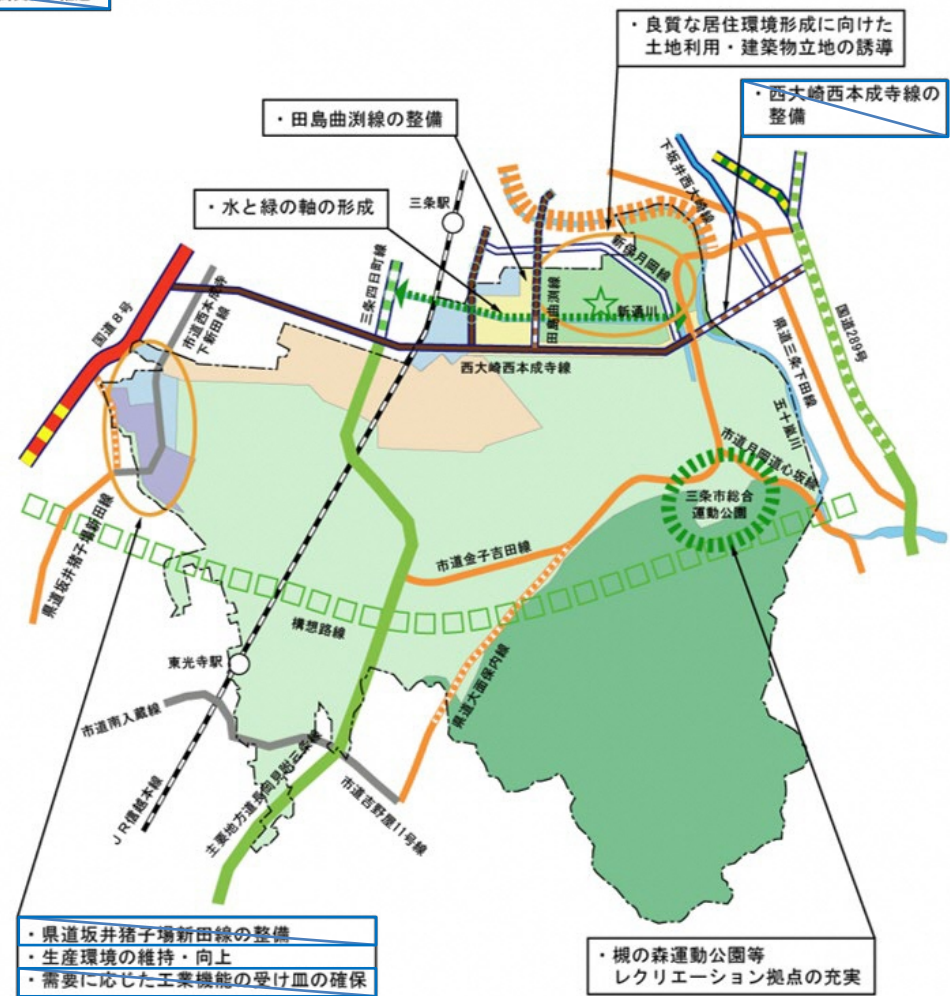 ・良質な居住環境形成に向けた
土地利用・建築物立地の誘導
・西大崎西本成寺線の
整備
・田島曲渕線の整備
・水と緑の軸の形成
三条駅
下坂井西大崎線
新保月岡線
三条四日町線
田島曲渕線
新通川
国道8号
市道西本成寺
下新田線
西大崎西本成寺線
県道三条下田線
国道289号
五十嵐川
市道月岡道心坂線
三条市総合
運動公園
市道金子吉田線
県道坂井猪子場新田線
構想路線
東光寺駅
県道大面保内線
市道南入蔵線
市道吉野屋11号線
JR信越本線
主要地方道長岡見附三条線
・県道坂井猪子場新田線の整備
・生産環境の維持・向上
・需要に応じた工業機能の受け皿の確保
・槻の森運動公園等
レクリエーション拠点の充実